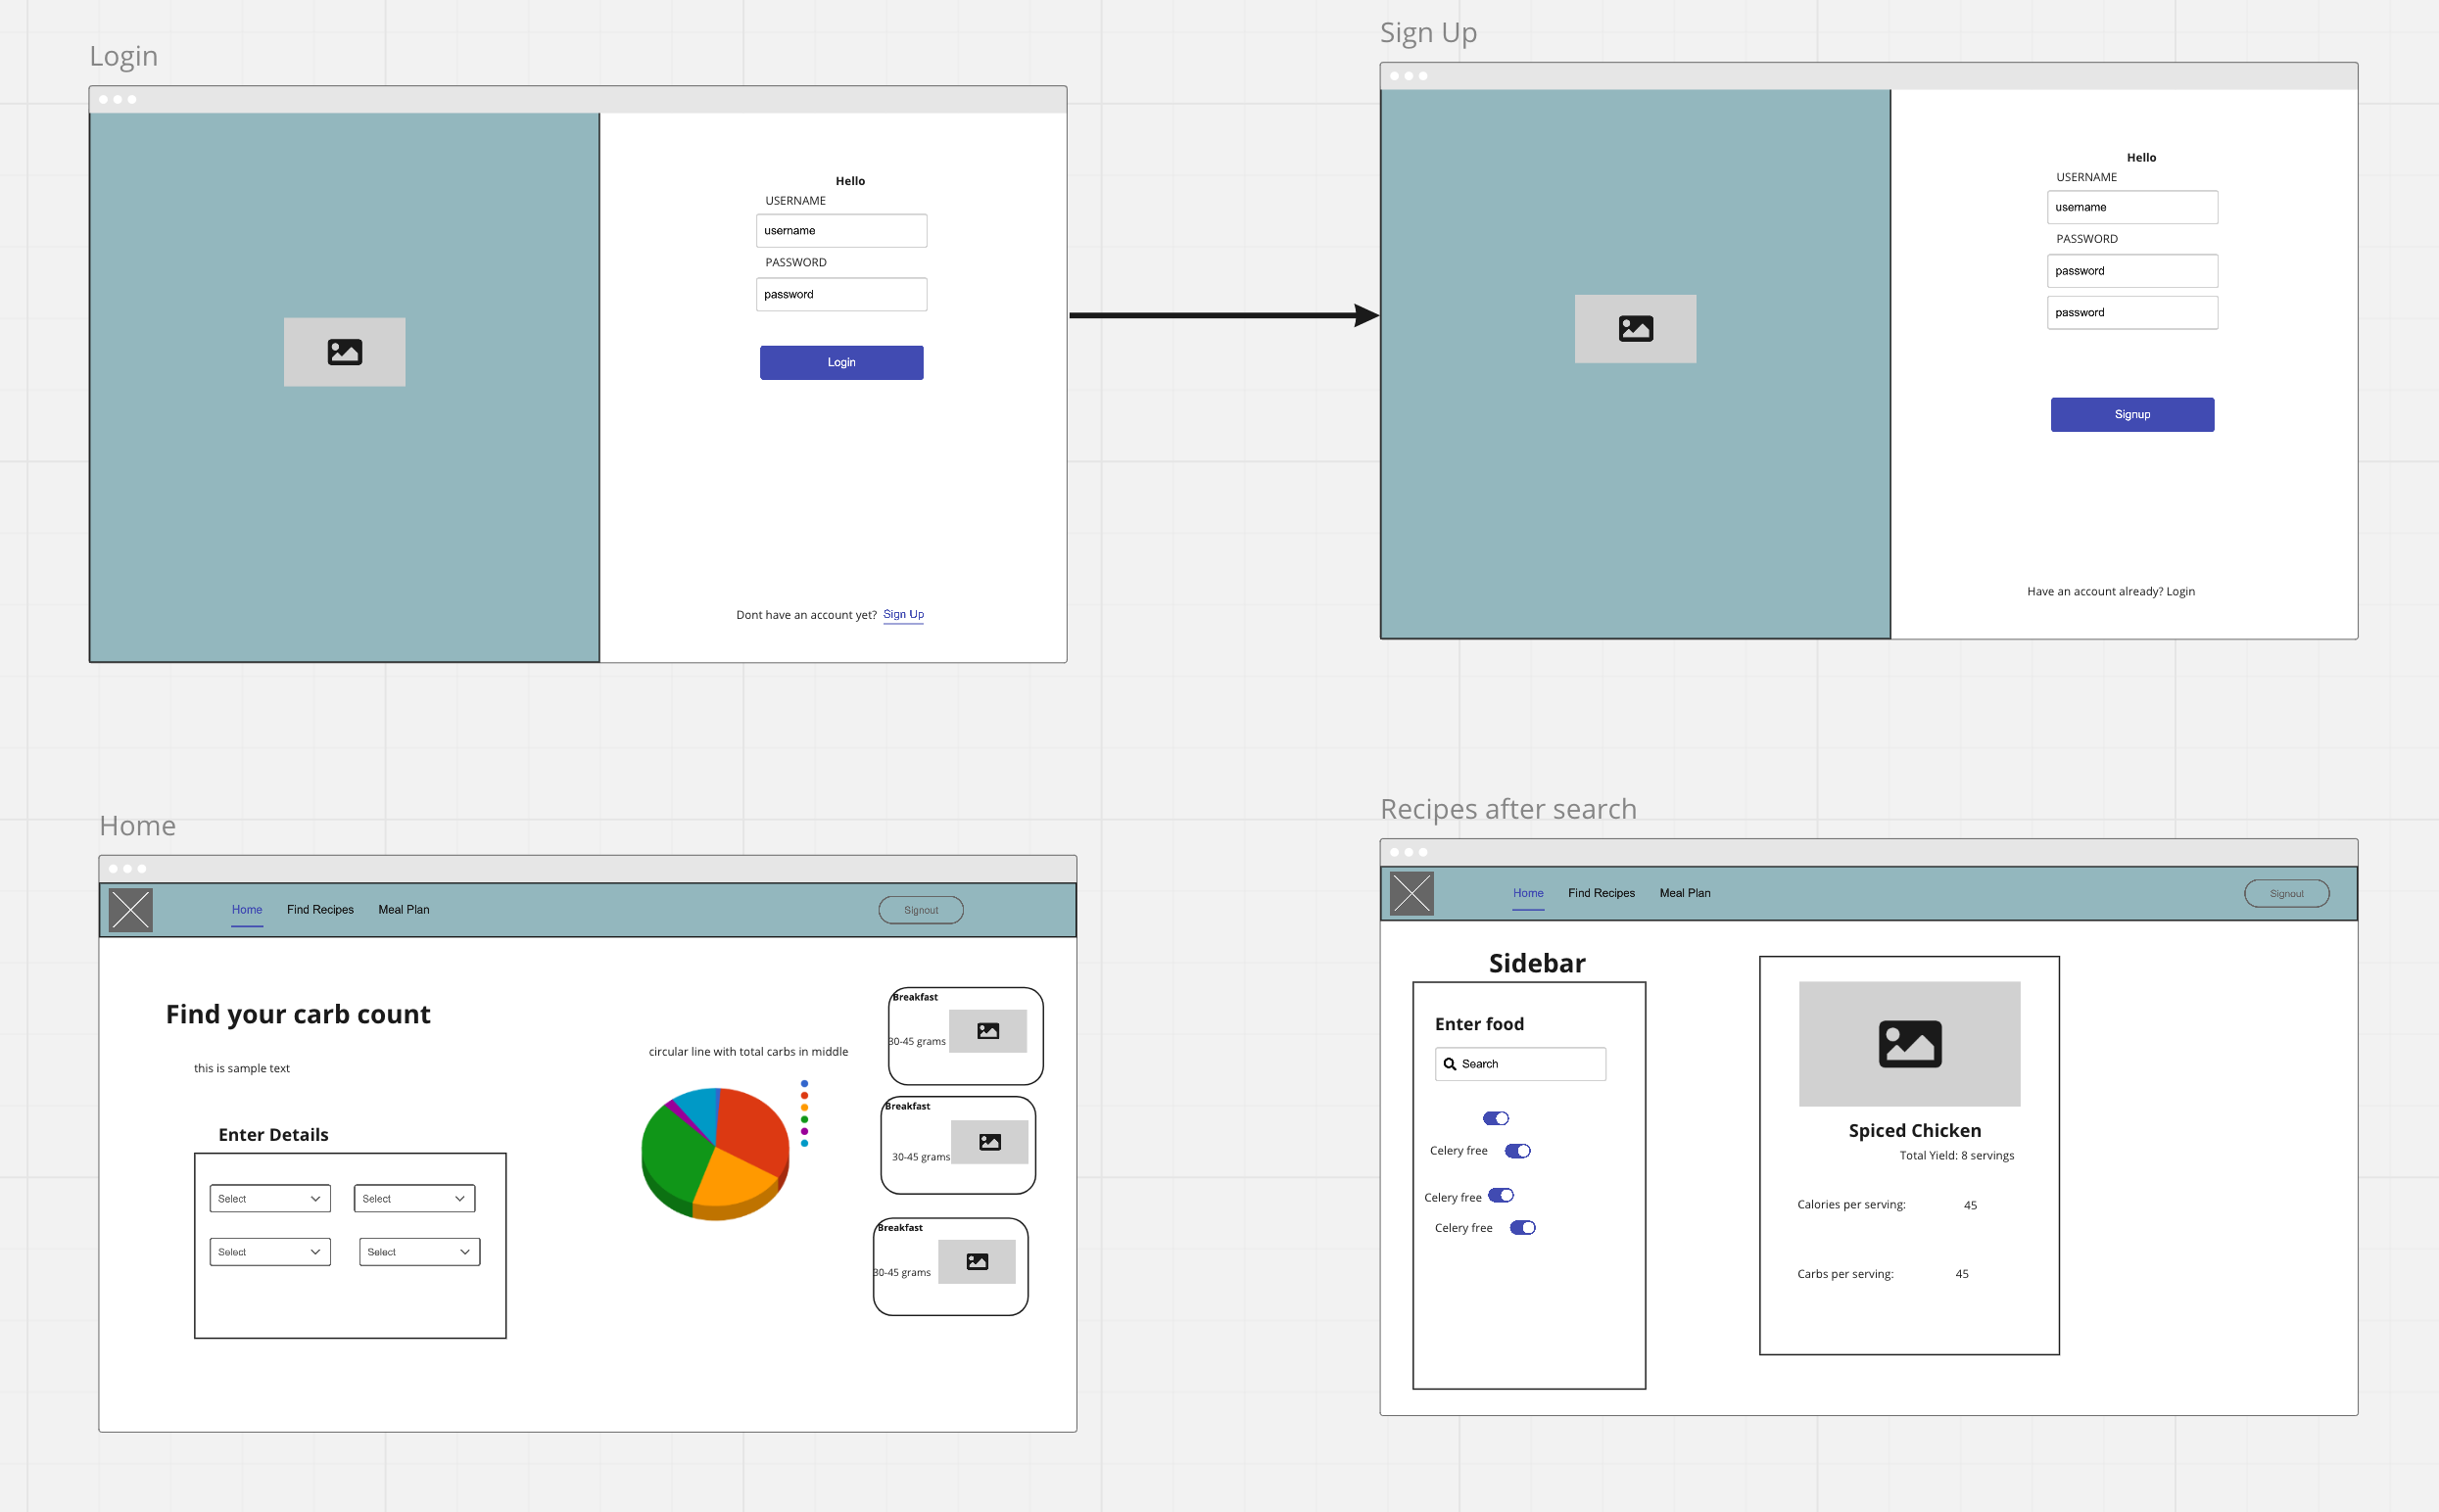 Login
Hello
USERNAME
username
PASSWORD
password
Login
Dont have an account yet? Sign Up
Sign Up
Hello
USERNAME
username
PASSWORD
password
password
Signup
Have an account already? Login
Home
Home Find Recipes Meal Plan Signout
Find your carb count
this is sample text
Enter Details
Select Select
Select Select
circular line with total carbs in middle
Breakfast
30-45 grams
Breakfast
30-45 grams
Breakfast
30-45 grams
Recipes after search
Home Find Recipes Meal Plan Signout
Sidebar
Enter food
Search
Celery free
Celery free
Celery free
Spiced Chicken
Total Yield: 8 servings
Calories per serving: 45
Carbs per serving: 45